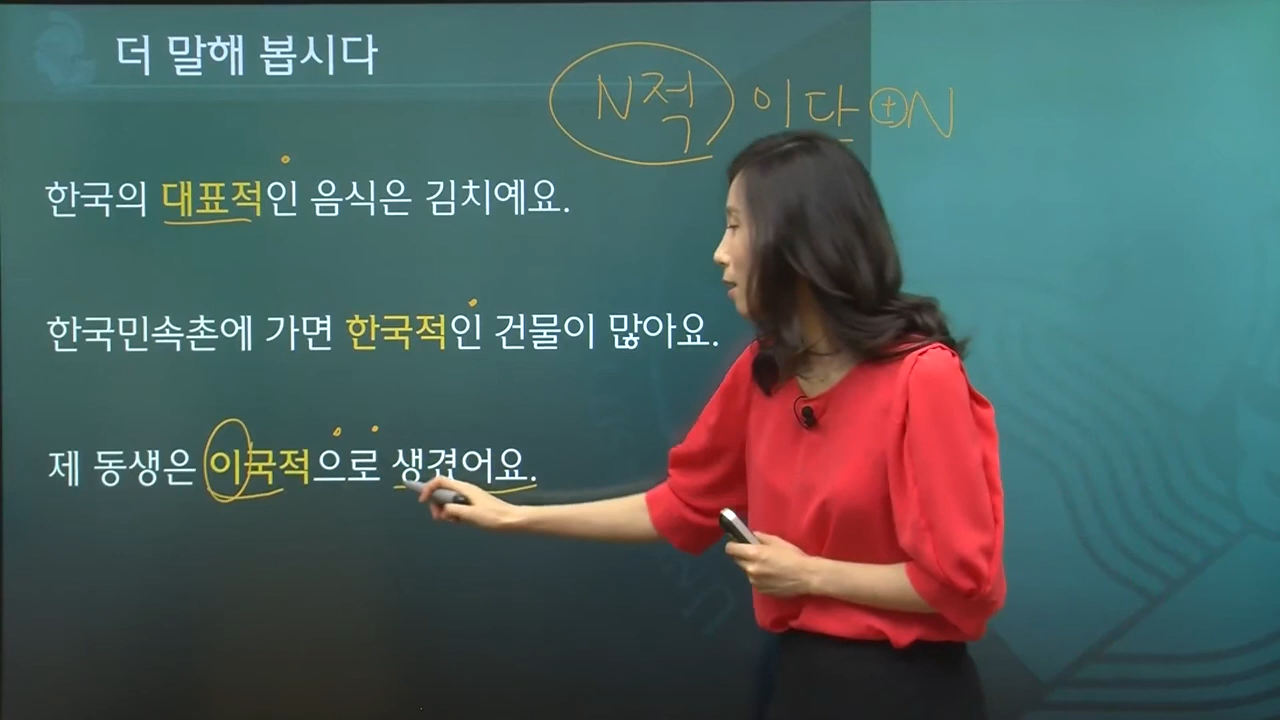 더 말해 봅시다
N적 이다 ⊕N
한국의 대표적인 음식은 김치예요.
한국민속촌에 가면 한국적인 건물이 많아요.
제 동생은 이국적으로 생겼어요.